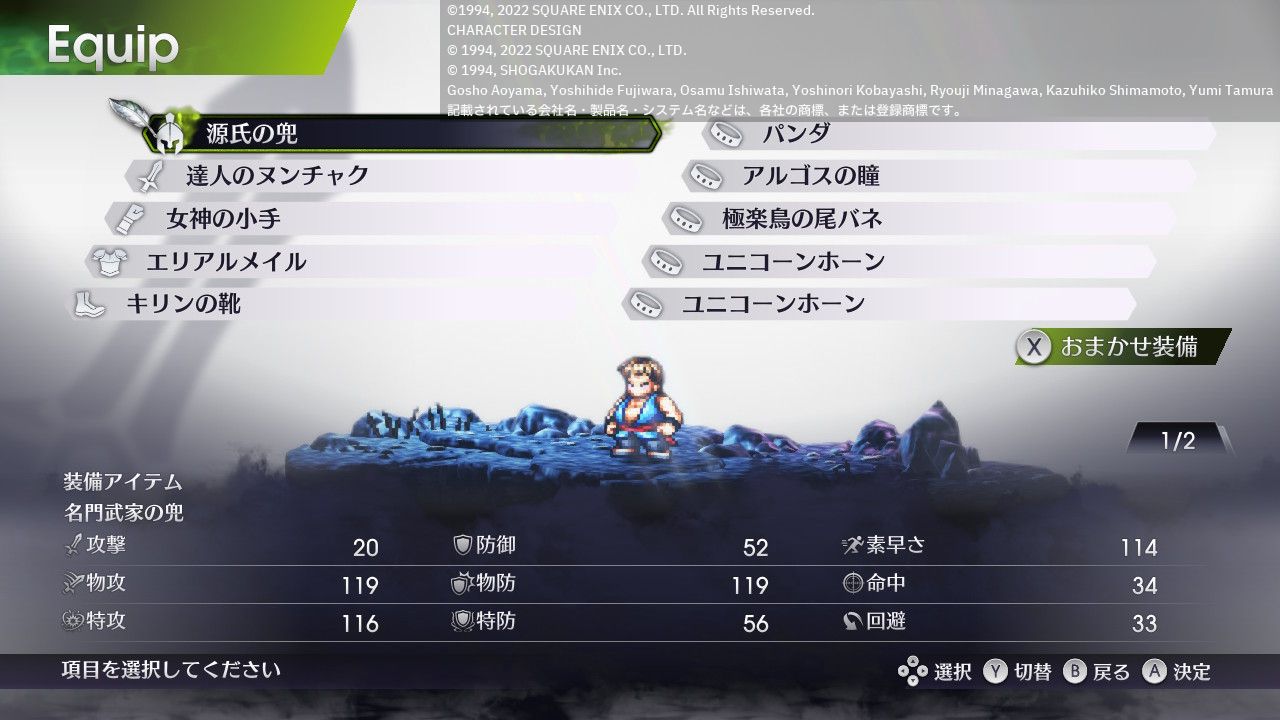 Equip
©1994, 2022 SQUARE ENIX CO., LTD. All Rights Reserved.
CHARACTER DESIGN
© 1994, 2022 SQUARE ENIX CO., LTD.
© 1994, SHOGAKUKAN Inc.
Gosho Aoyama, Yoshihide Fujiwara, Osamu Ishiwata, Yoshinori Kobayashi, Ryouji Minagawa, Kazuhiko Shimamoto, Yumi Tamura
記載されている会社名・製品名・システム名などは、各社の商標、または登録商標です。
源氏の兜
達人のヌンチャク
女神の小手
エリアルメイル
キリンの靴
パンダ
アルゴスの瞳
極楽鳥の尾バネ
ユニコーンホーン
ユニコーンホーン
X おまかせ装備
1/2
装備アイテム
名門武家の兜
攻撃 20 防御 52 素早さ 114
物攻 119 物防 119 命中 34
特攻 116 特防 56 回避 33
項目を選択してください
選択 Y 切替 B 戻る A 決定